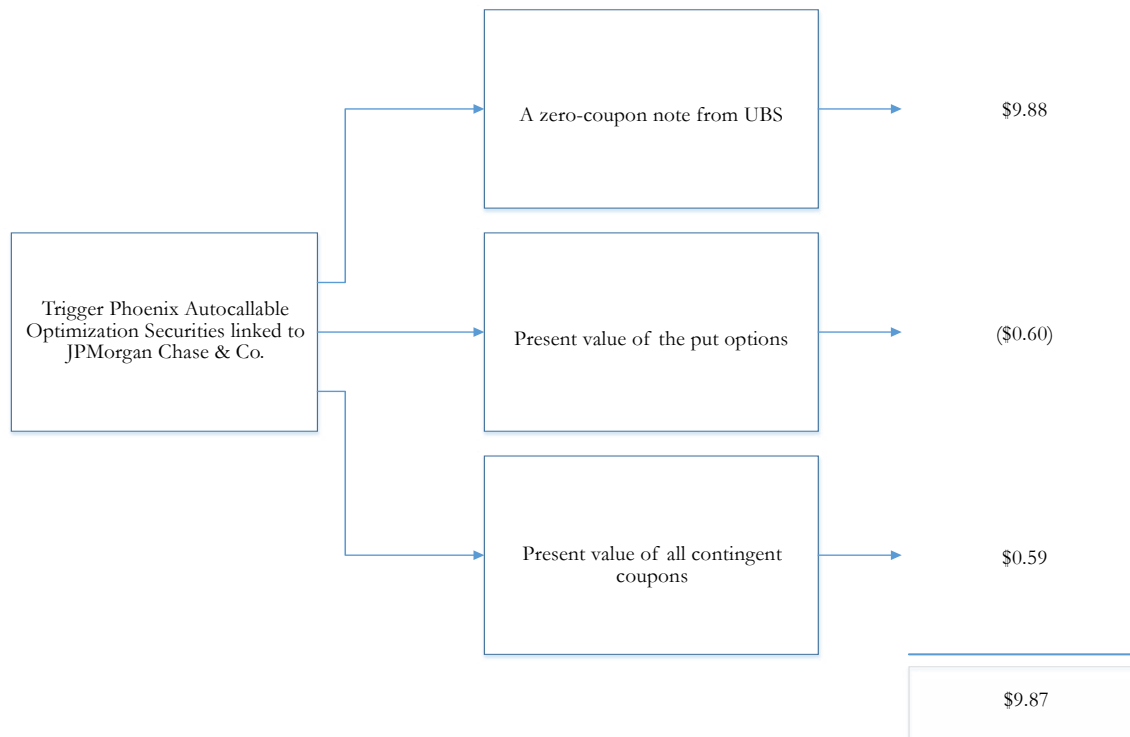 A zero-coupon note from UBS
$9.88
Trigger Phoenix Autocallable
Optimization Securities linked to
JPMorgan Chase & Co.
Present value of the put options
($0.60)
Present value of all contingent
coupons
$0.59
$9.87